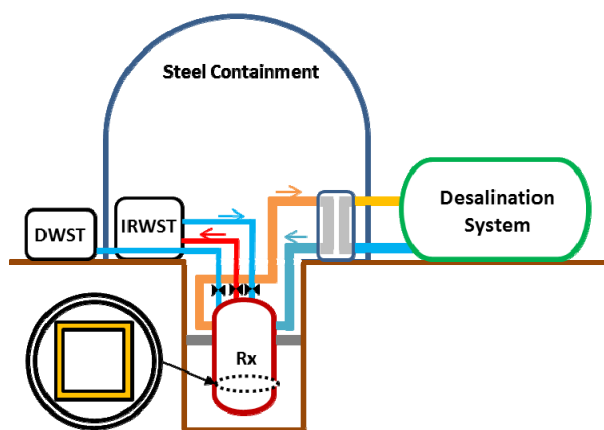 Steel Containment
DWST
IRWST
Desalination
System
Rx